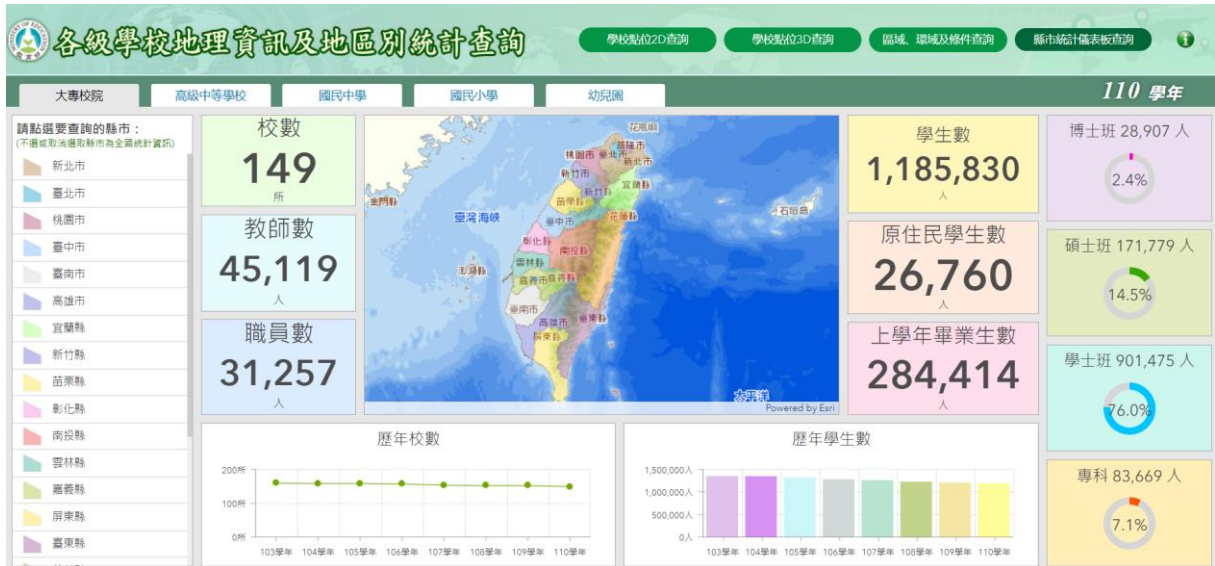 各級學校地理資訊及地區別統計查詢
學校點位2D查詢
學校點位3D查詢
區域、環域及條件查詢
縣市統計儀表板查詢
大專校院
高級中等學校
國民中學
國民小學
幼兒園
110 學年
請點選要查詢的縣市：
(不選或取消選取縣市為全國統計資訊)
新北市
臺北市
桃園市
臺中市
臺南市
高雄市
宜蘭縣
新竹縣
苗栗縣
彰化縣
南投縣
雲林縣
嘉義縣
屏東縣
臺東縣
校數
149
所
教師數
45,119
人
職員數
31,257
人
花瓶嶼
基隆市
桃園市
臺北市
新北市
新竹市
新竹縣
宜蘭縣
苗栗縣
金門縣
臺灣海峽
臺中市
花蓮縣
石垣島
彰化縣
南投縣
澎湖縣
雲林縣
嘉義市
嘉義縣
臺南市
高雄市
臺東縣
屏東縣
太平洋
Powered by Esri
學生數
1,185,830
人
原住民學生數
26,760
人
上學年畢業生數
284,414
人
博士班 28,907 人
2.4%
碩士班 171,779 人
14.5%
學士班 901,475 人
76.0%
專科 83,669 人
7.1%
歷年校數
200所
100所
0所
103學年 104學年 105學年 106學年 107學年 108學年 109學年 110學年
歷年學生數
1,500,000人
1,000,000人
500,000人
0人
103學年 104學年 105學年 106學年 107學年 108學年 109學年 110學年